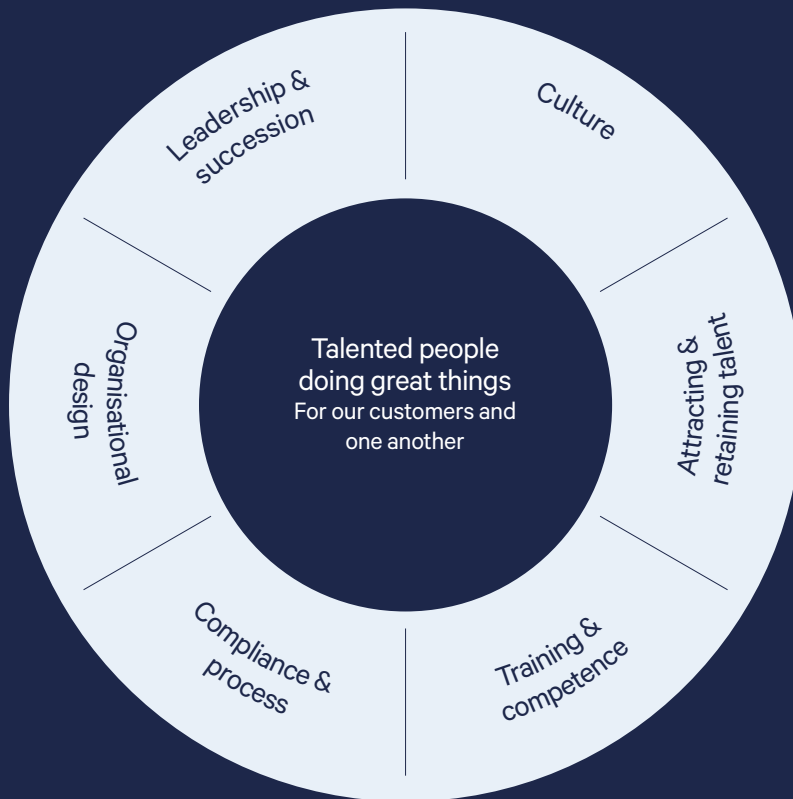 Talented people
doing great things
For our customers and
one another
Culture
Attracting &
retaining talent
Training &
competence
Compliance &
process
Organisational
design
Leadership &
succession